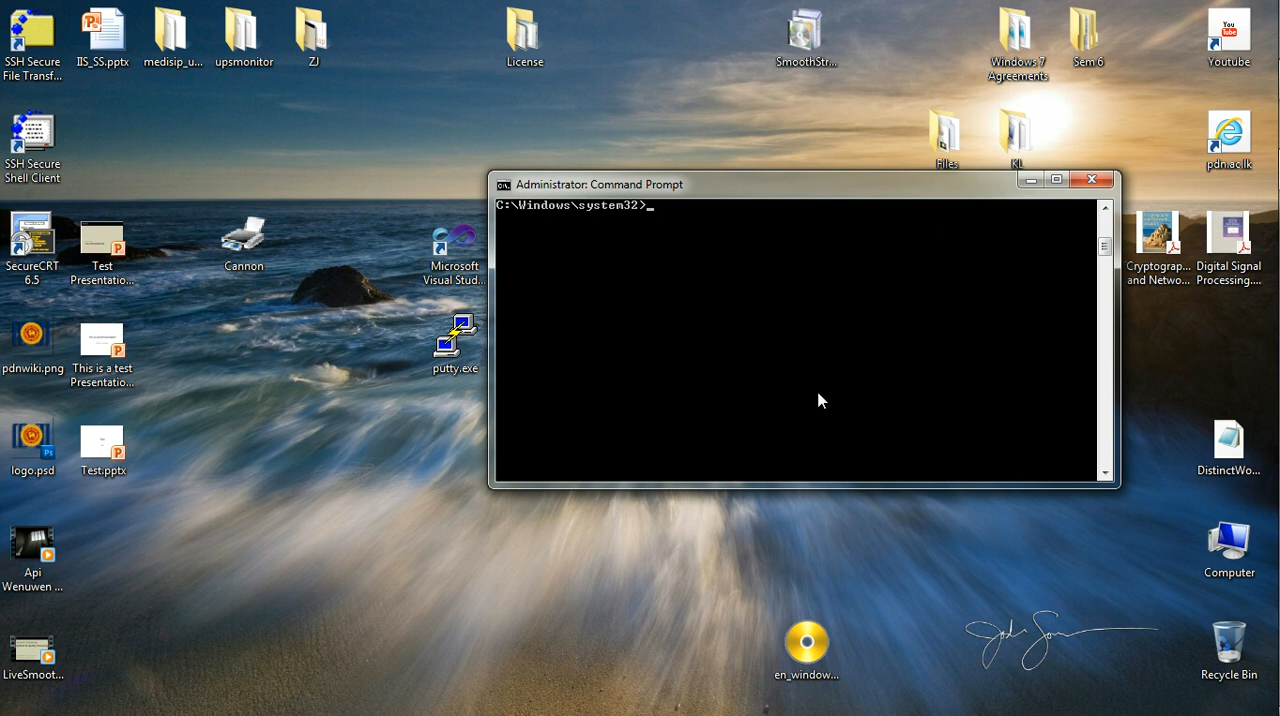 SSH Secure
File Transf...
IIS_SS.pptx
medisip_u...
upsmonitor
ZJ
License
SmoothStr...
Windows 7
Agreements
Sem 6
You
Tube
Youtube
SSH Secure
Shell Client
Files
KL
pdn.ac.lk
Administrator: Command Prompt
C:\Windows\system32>_
SecureCRT
6.5
Test
Presentatio...
Cannon
Microsoft
Visual Stud...
Cryptograp...
and Netwo...
Digital Signal
Processing....
pdnwiki.png
This is a test
Presentatio...
putty.exe
logo.psd
Test.pptx
DistinctWo...
Api
Wenuwen ...
Computer
LiveSmoot...
en_window...
Recycle Bin